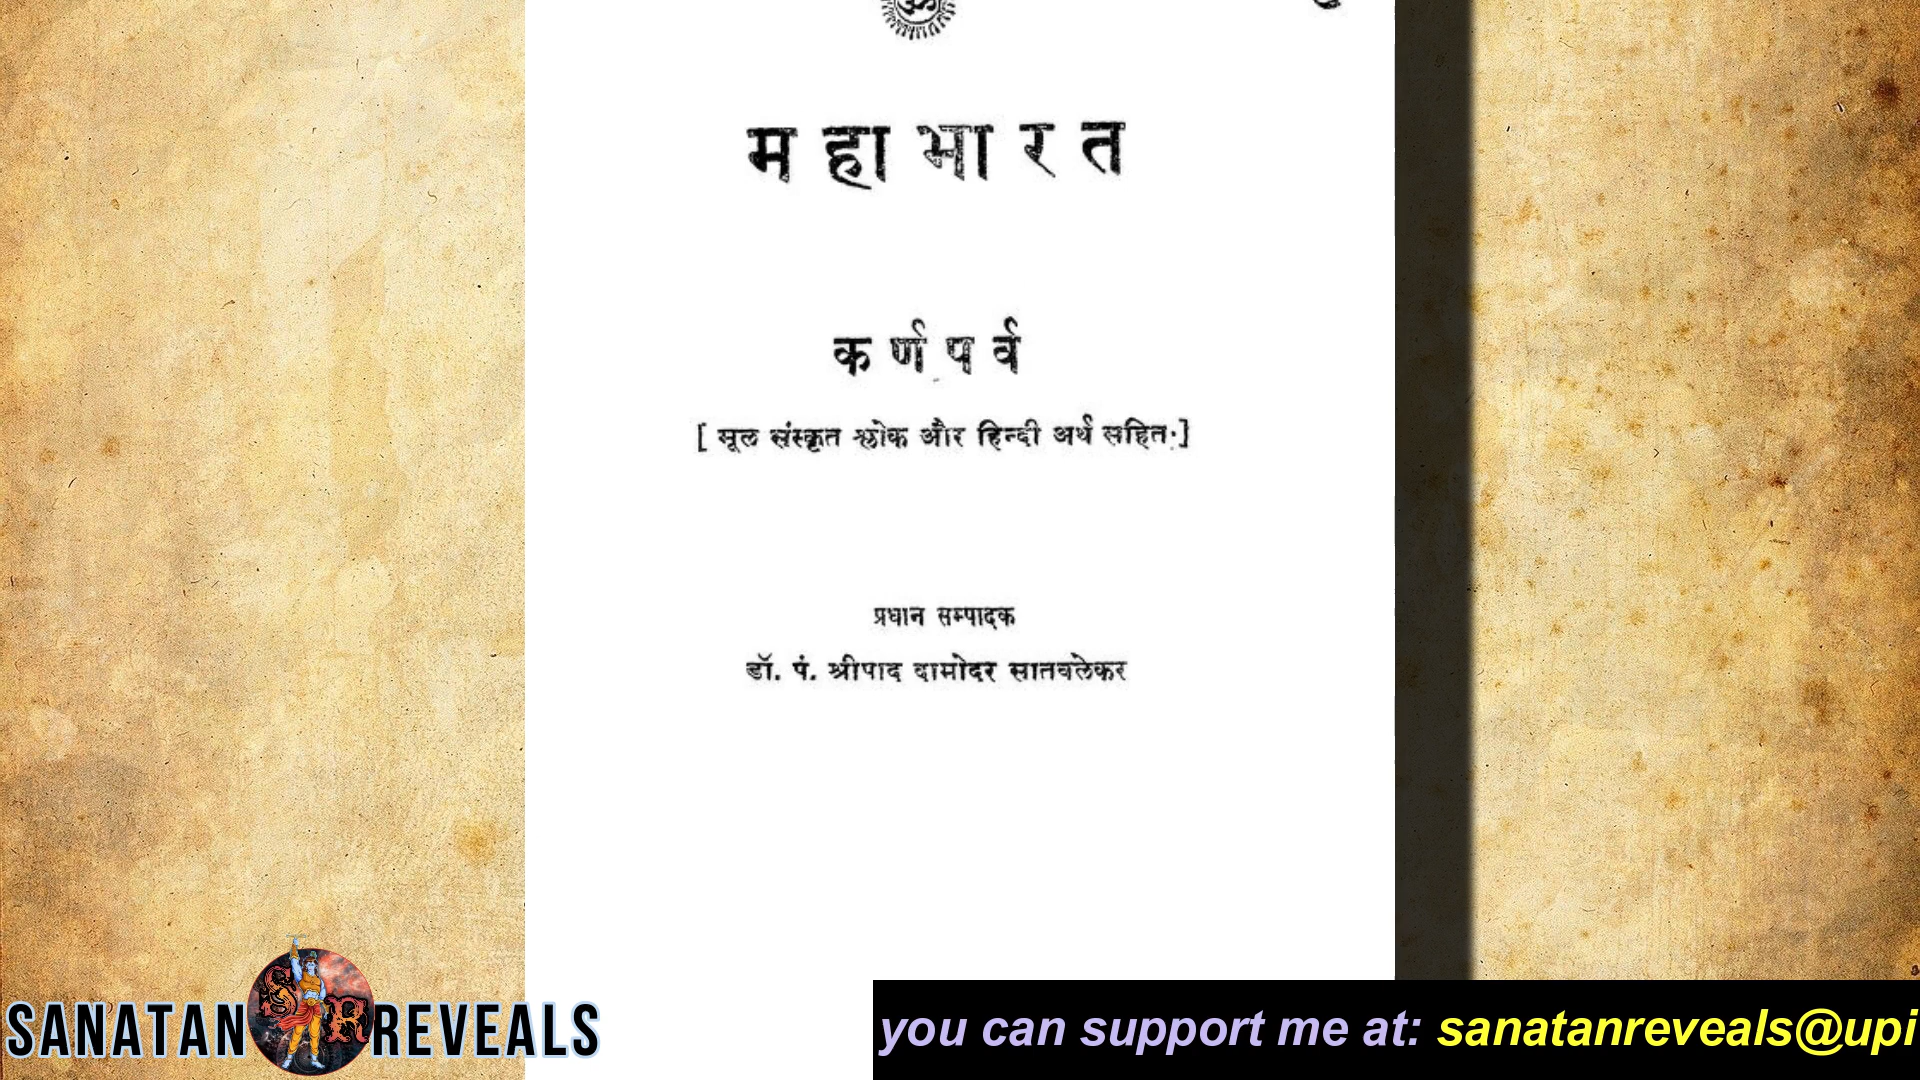 ॐ
महाभारत
कर्णपर्व
[ मूल संस्कृत श्लोक और हिन्दी अर्थ सहित ]
प्रधान सम्पादक
डॉ. पं. श्रीपाद दामोदर सातवलेकर
SANATAN SR REVEALS
you can support me at: sanatanreveals@upi